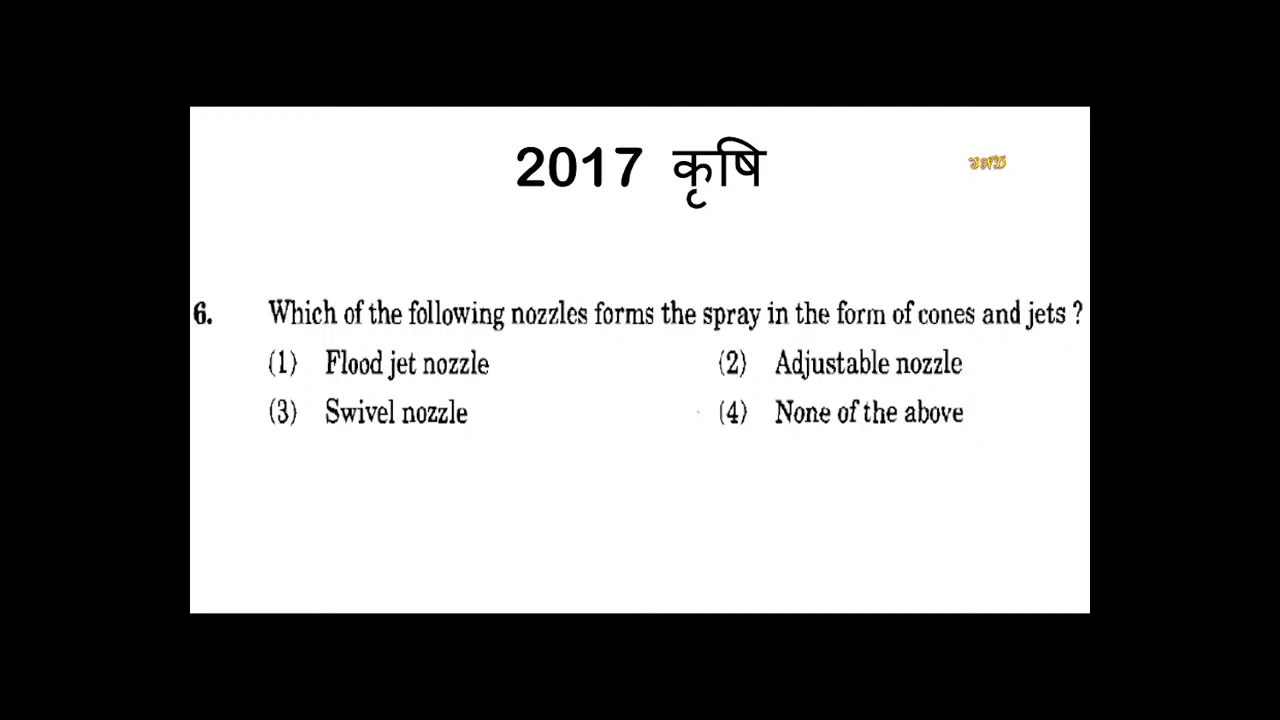 2017 कृषि
6. Which of the following nozzles forms the spray in the form of cones and jets ?
(1) Flood jet nozzle (2) Adjustable nozzle
(3) Swivel nozzle (4) None of the above